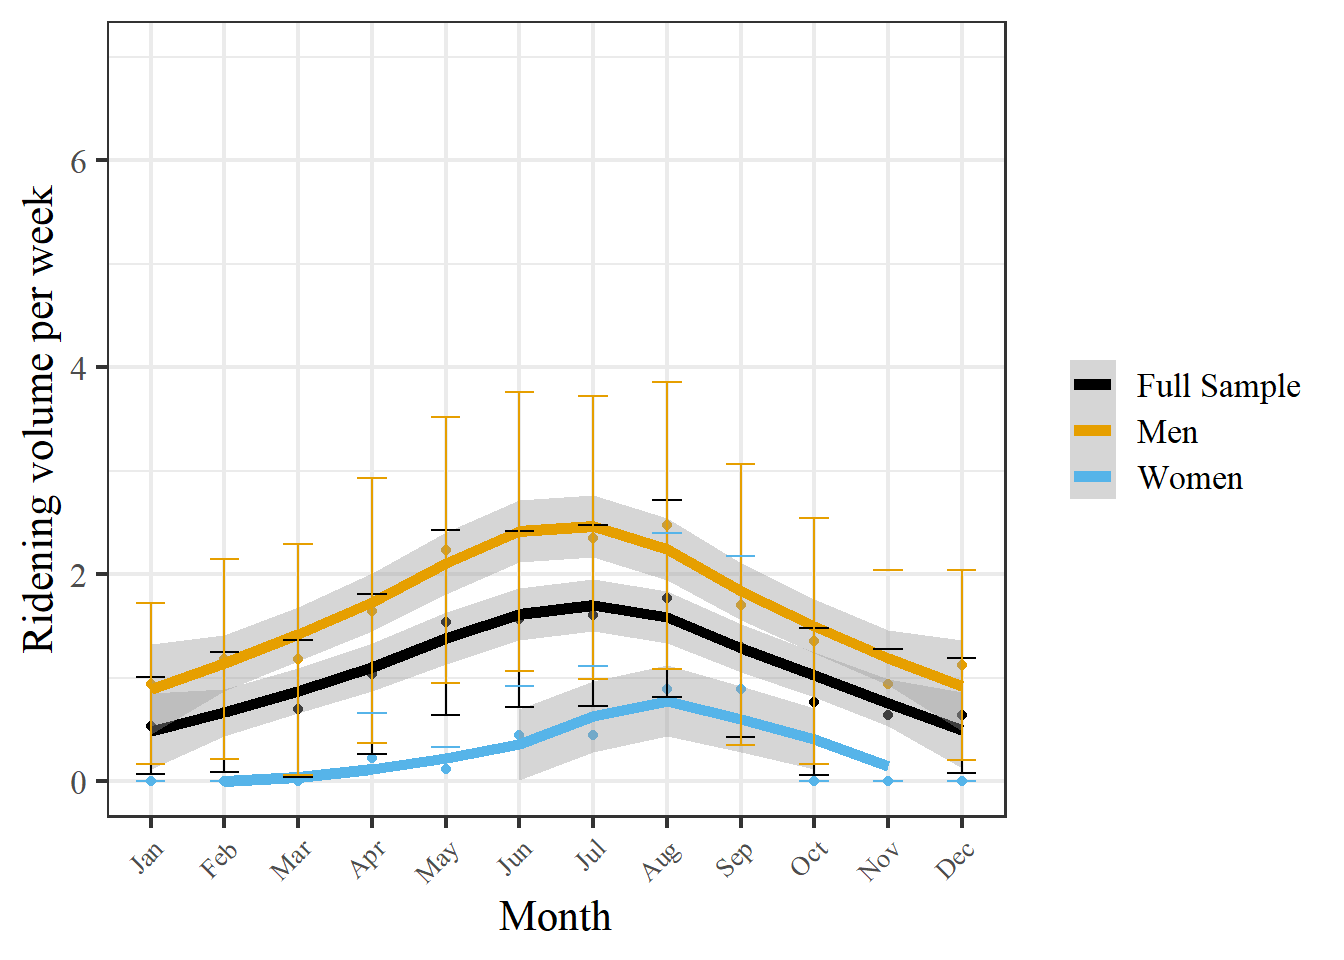 Ridening volume per week
6
4
2
0
Jan Feb Mar Apr May Jun Jul Aug Sep Oct Nov Dec
Month
Full Sample
Men
Women